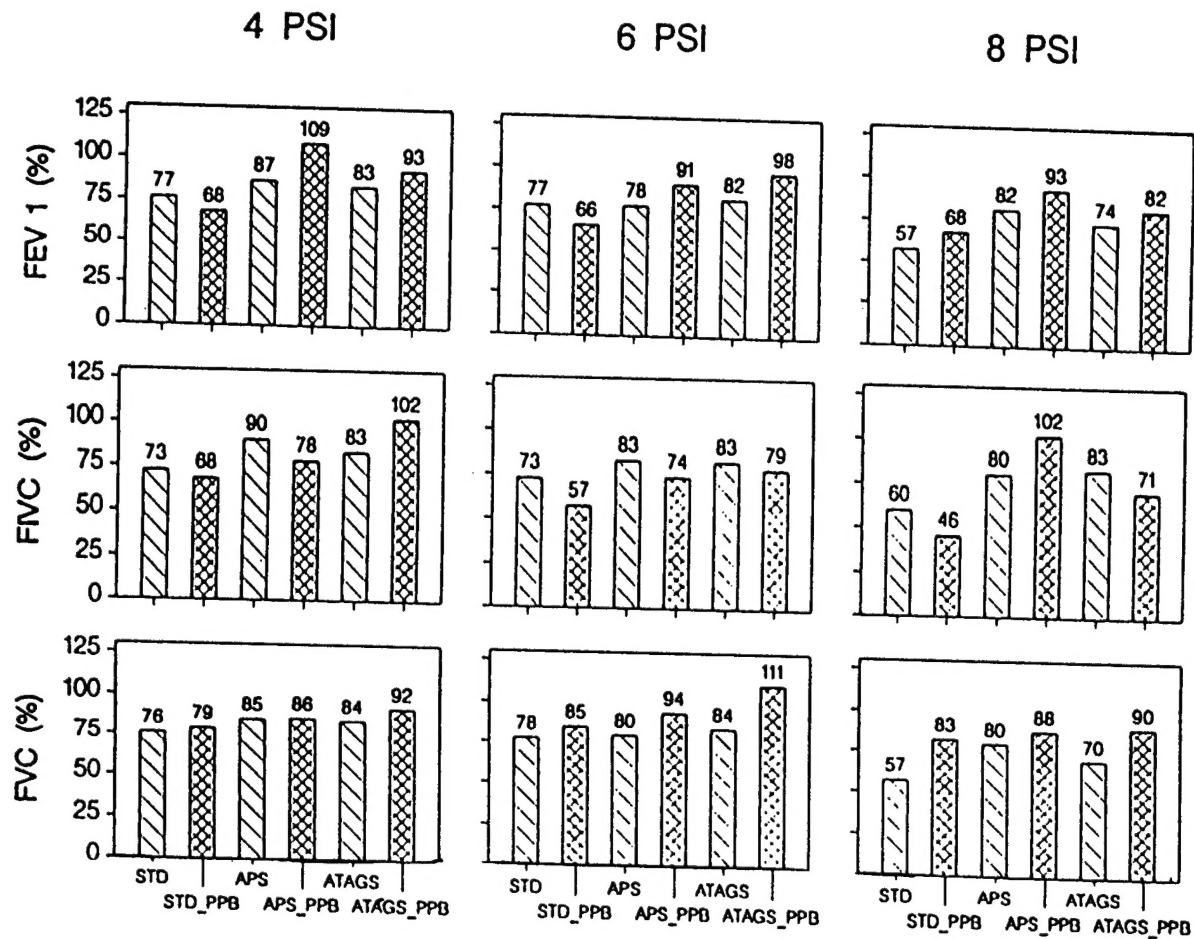 4 PSI 6 PSI 8 PSI
FEV 1 (%)
125
100
75
50
25
0
77 68 87 109 83 93
77 66 78 91 82 98
57 68 82 93 74 82
FIVC (%)
125
100
75
50
25
0
73 68 90 78 83 102
73 57 83 74 83 79
60 46 80 102 83 71
FVC (%)
125
100
75
50
25
0
76 79 85 86 84 92
78 85 80 94 84 111
57 83 80 88 70 90
STD APS ATAGS
STD_PPB APS_PPB ATAGS_PPB
STD APS ATAGS
STD_PPB APS_PPB ATAGS_PPB
STD APS ATAGS
STD_PPB APS_PPB ATAGS_PPB